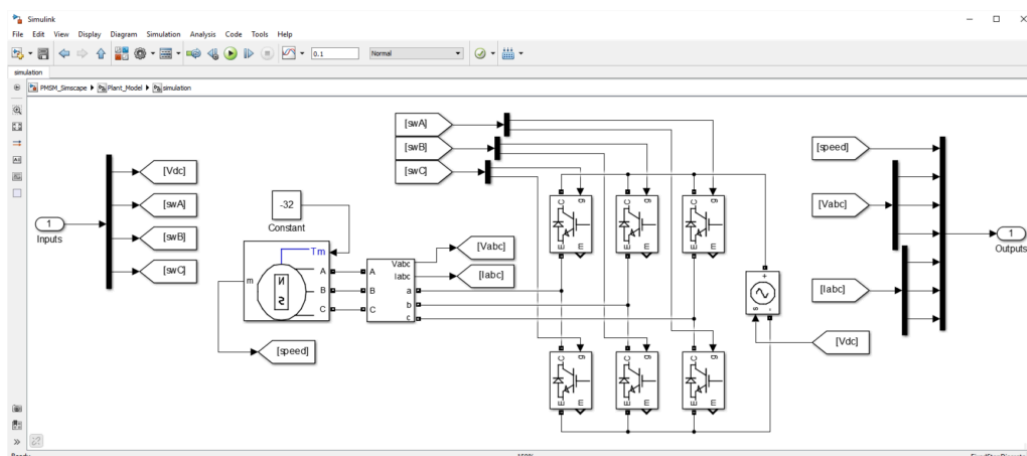 Simulink
File Edit View Display Diagram Simulation Analysis Code Tools Help
0.1 Normal
simulation
PMSM_Simscape Plant_Model simulation
[swA]
[swB]
[swC]
[speed]
[Vabc]
[Iabc]
1
Outputs
1
Inputs
[Vdc]
[swA]
[swB]
[swC]
-32
Constant
Tm
m
N
S
A
B
C
A
B
C
Vabc
Iabc
a
b
c
[Vabc]
[Iabc]
[speed]
C g
E m
C g
E m
C g
E m
C g
E m
C g
E m
C g
E m
+
s -
[Vdc]